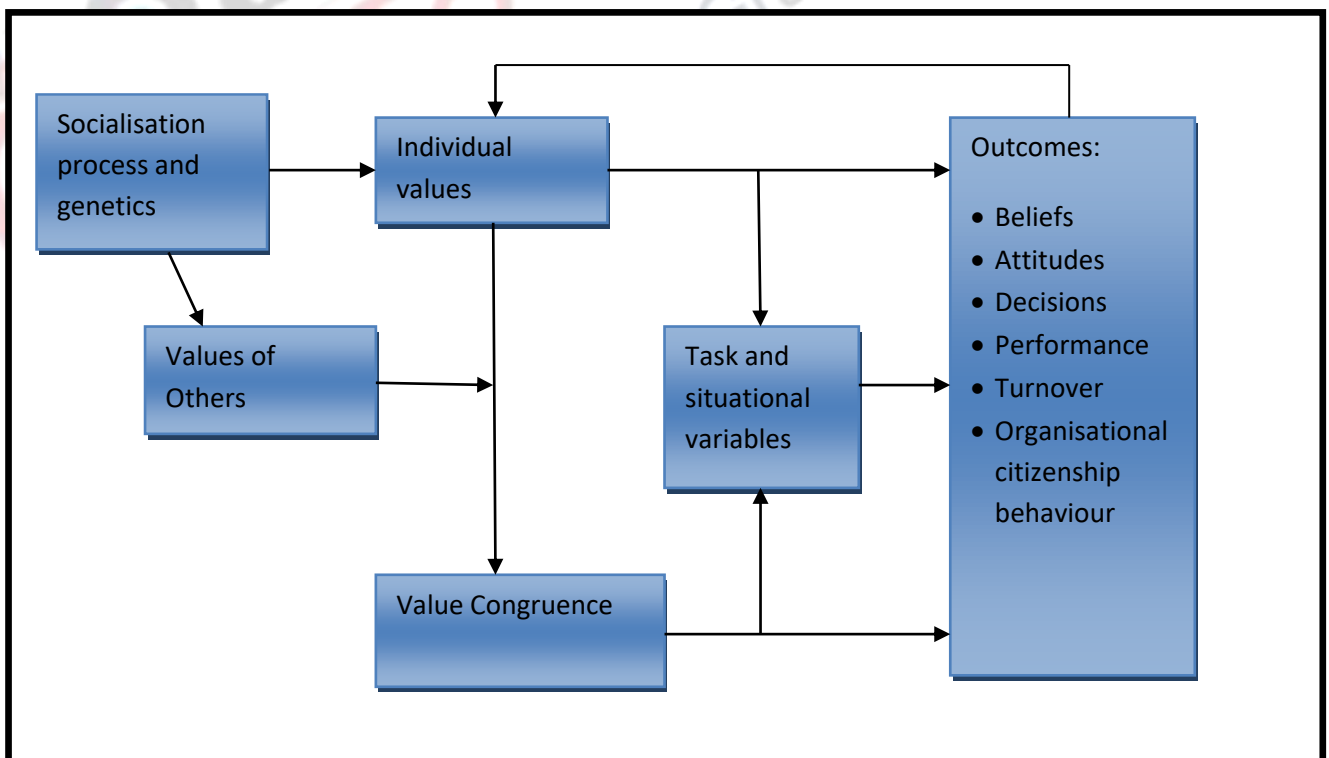 Socialisation
process and
genetics
Individual
values
Outcomes:
• Beliefs
• Attitudes
• Decisions
• Performance
• Turnover
• Organisational
citizenship
behaviour
Values of
Others
Task and
situational
variables
Value Congruence